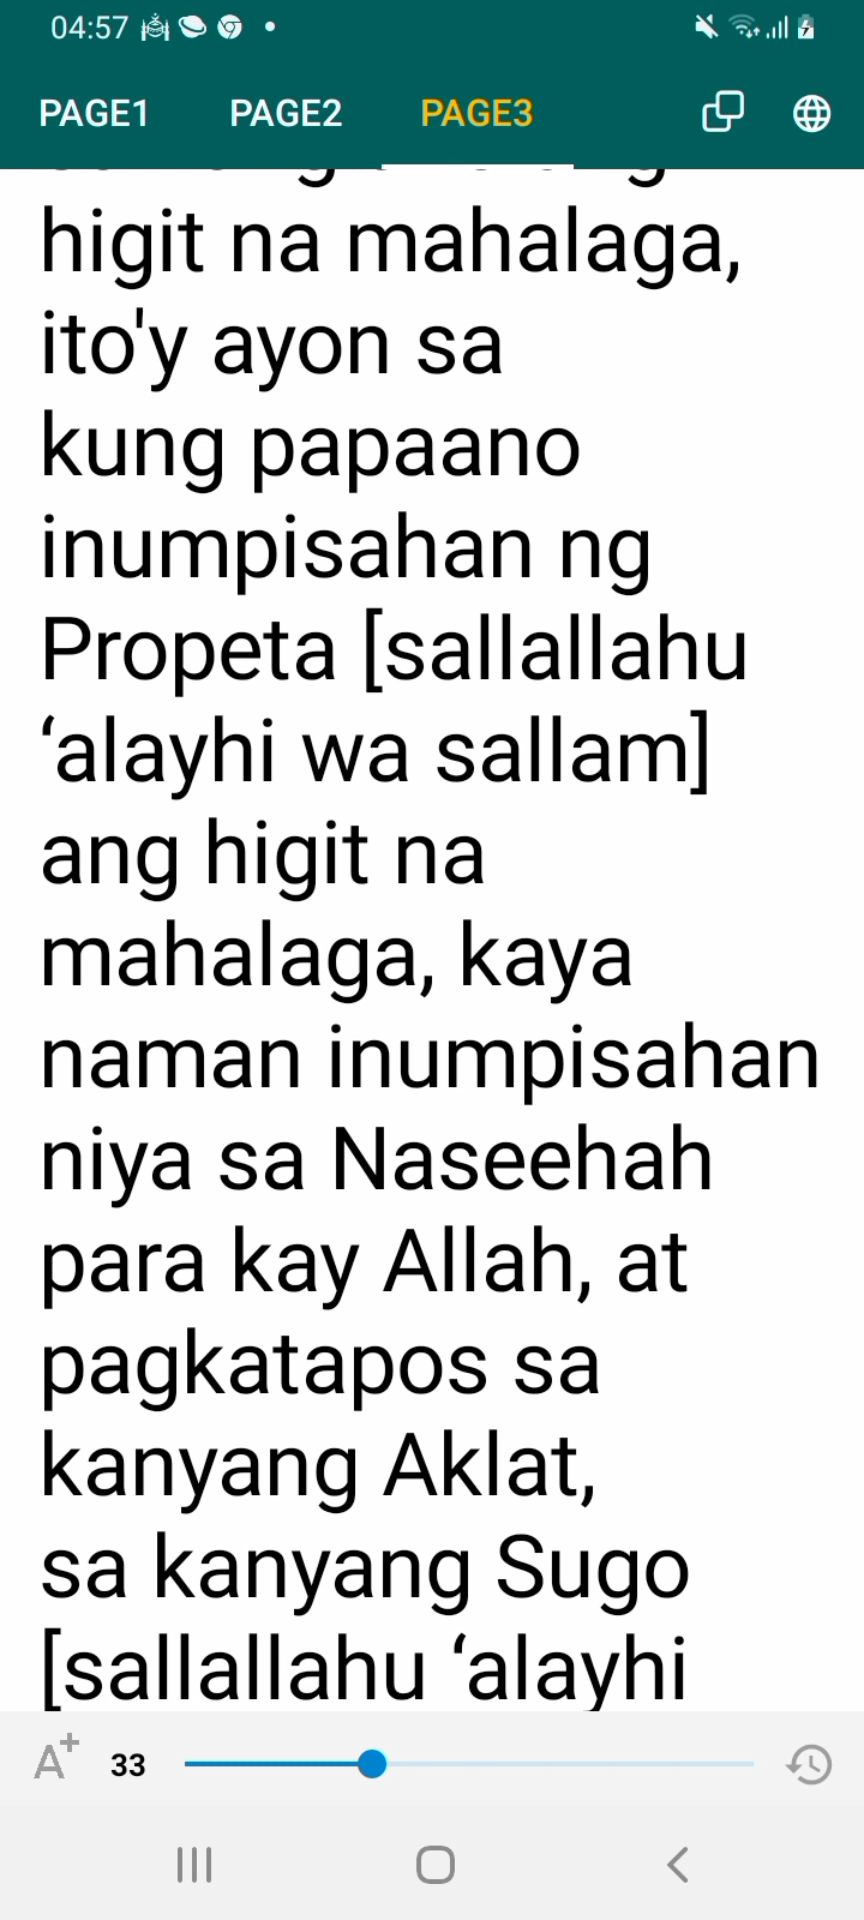 04:57
PAGE1 PAGE2 PAGE3
higit na mahalaga,
ito'y ayon sa
kung papaano
inumpisahan ng
Propeta [sallallahu
‘alayhi wa sallam]
ang higit na
mahalaga, kaya
naman inumpisahan
niya sa Naseehah
para kay Allah, at
pagkatapos sa
kanyang Aklat,
sa kanyang Sugo
[sallallahu ‘alayhi
A+ 33